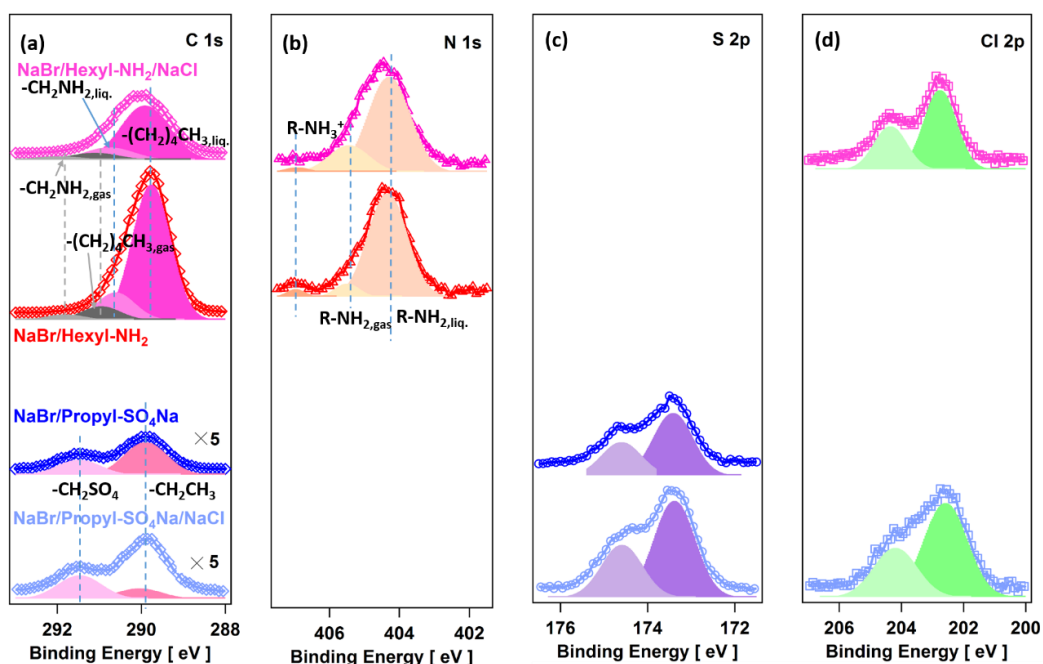 (a) C 1s
NaBr/Hexyl-NH₂/NaCl
-CH₂NH₂,liq.
-(CH₂)₄CH₃,liq.
-CH₂NH₂,gas
-(CH₂)₄CH₃,gas
NaBr/Hexyl-NH₂
NaBr/Propyl-SO₄Na
× 5
-CH₂SO₄ -CH₂CH₃
NaBr/Propyl-SO₄Na/NaCl
× 5
292 290 288
Binding Energy [ eV ]
(b) N 1s
R-NH₃⁺
R-NH₂,gas R-NH₂,liq.
406 404 402
Binding Energy [ eV ]
(c) S 2p
176 174 172
Binding Energy [ eV ]
(d) Cl 2p
206 204 202 200
Binding Energy [ eV ]